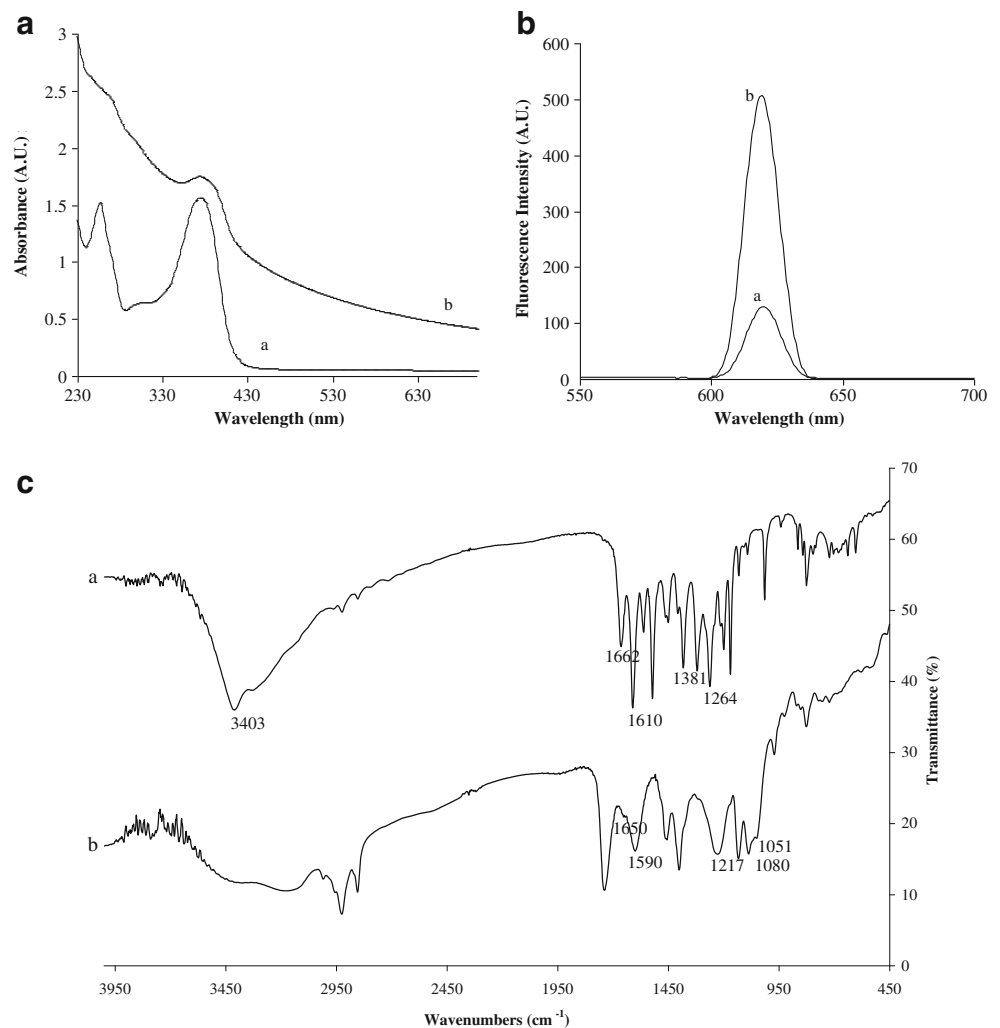 a
3
2.5
2
1.5
1
0.5
0
Absorbance (A.U.)
b
a
230 330 430 530 630
Wavelength (nm)
b
600
500
400
300
200
100
0
Fluorescence Intensity (A.U.)
b
a
550 600 650 700
Wavelength (nm)
c
70
60
50
40
30
20
10
0
Transmittance (%)
a
3403
1662
1610
1381
1264
b
1650
1590
1217
1051
1080
3950 3450 2950 2450 1950 1450 950 450
Wavenumbers (cm⁻¹)